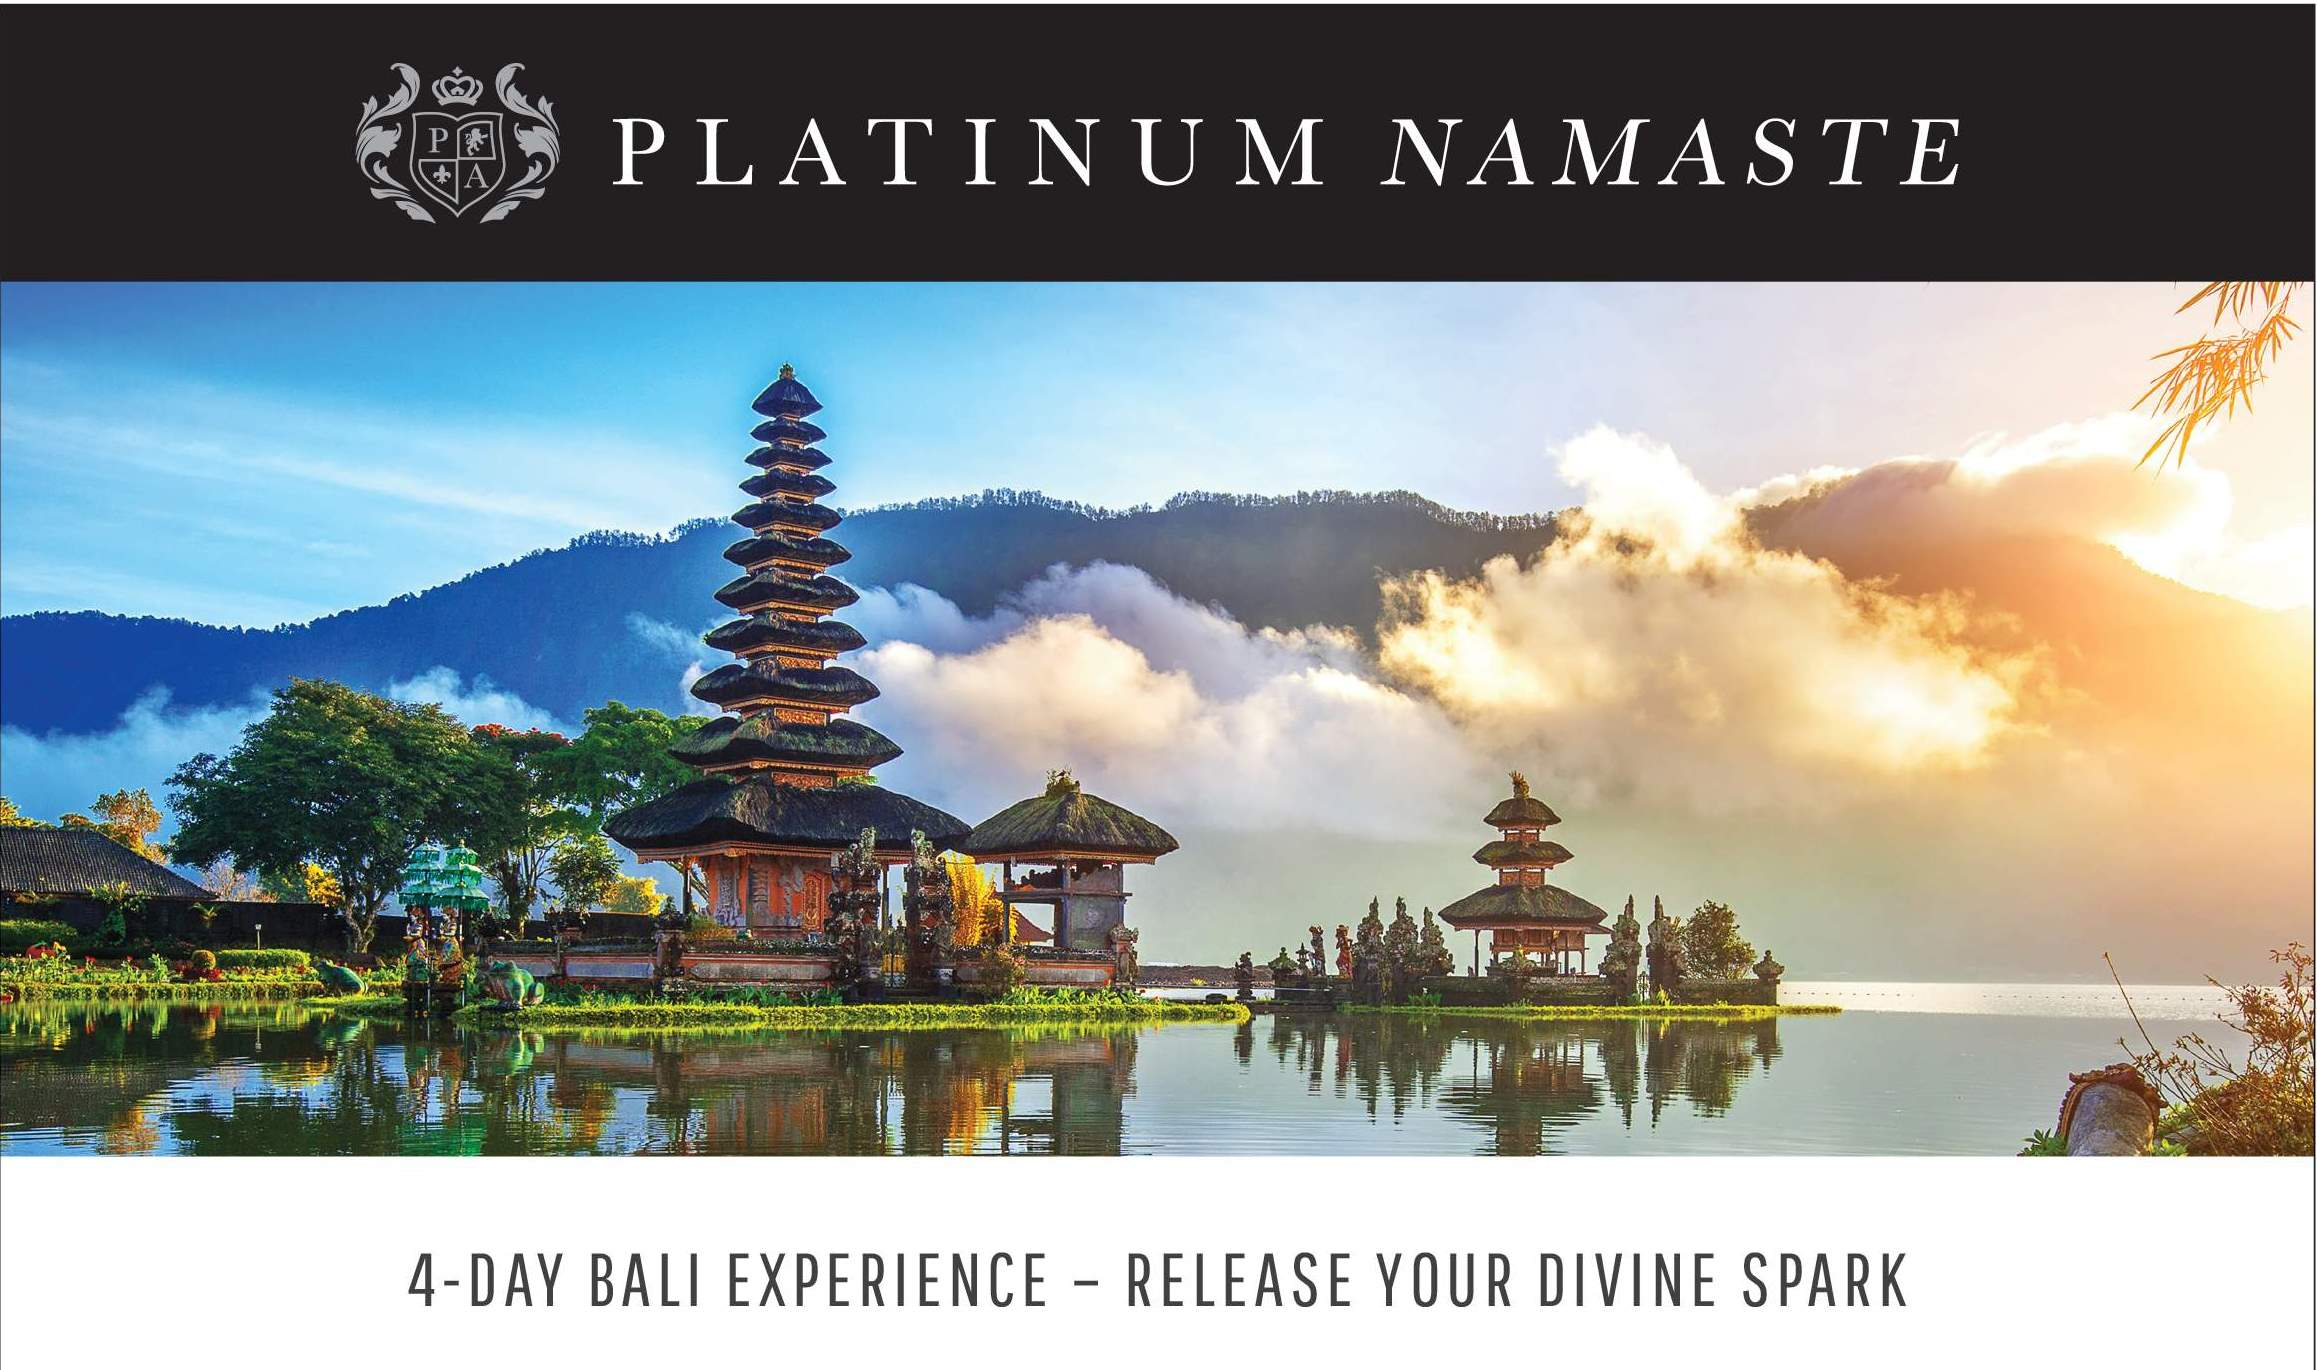 P
A
PLATINUM NAMASTE
4-DAY BALI EXPERIENCE – RELEASE YOUR DIVINE SPARK